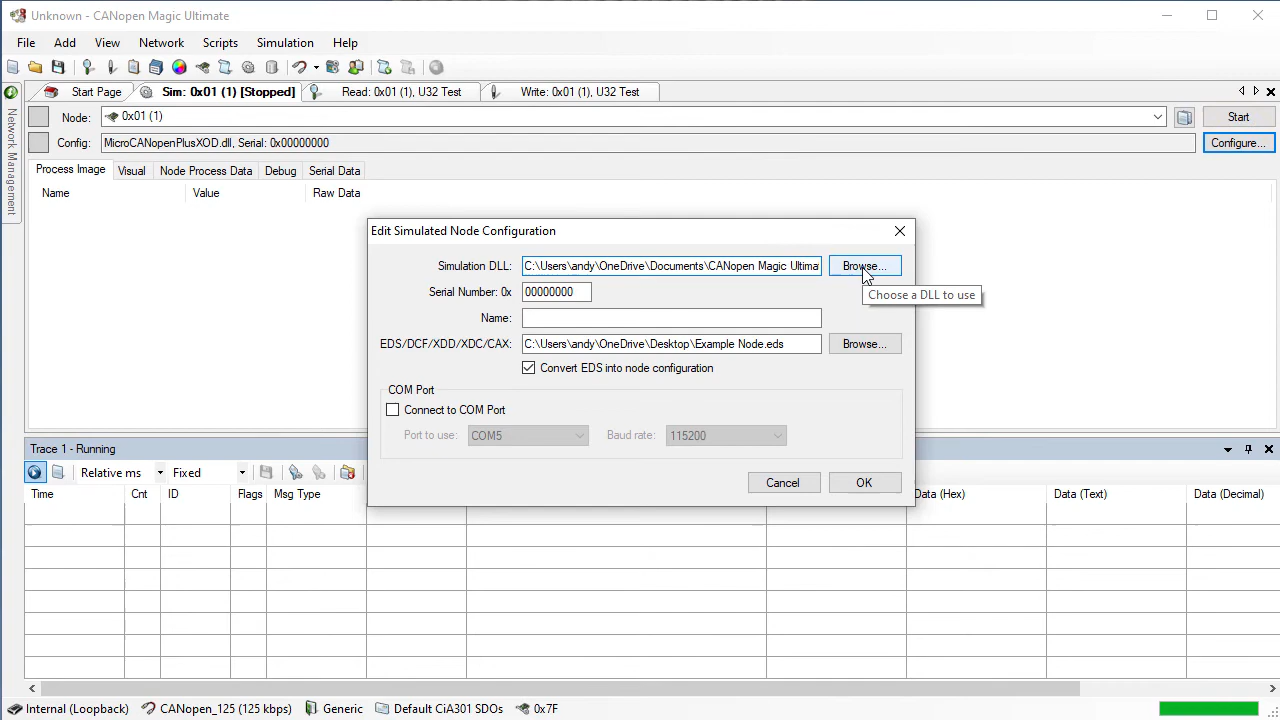 Unknown - CANopen Magic Ultimate
File Add View Network Scripts Simulation Help
Start Page Sim: 0x01 (1) [Stopped] Read: 0x01 (1), U32 Test Write: 0x01 (1), U32 Test
Node: 0x01 (1) Start
Config: MicroCANopenPlusXOD.dll, Serial: 0x00000000 Configure...
Network Management
Process Image Visual Node Process Data Debug Serial Data
Name Value Raw Data
Edit Simulated Node Configuration
Simulation DLL: C:\Users\andy\OneDrive\Documents\CANopen Magic Ultima Browse...
Choose a DLL to use
Serial Number: 0x 00000000
Name:
EDS/DCF/XDD/XDC/CAX: C:\Users\andy\OneDrive\Desktop\Example Node.eds Browse...
Convert EDS into node configuration
COM Port
Connect to COM Port
Port to use: COM5 Baud rate: 115200
Cancel OK
Trace 1 - Running
Relative ms Fixed
Time Cnt ID Flags Msg Type Data (Hex) Data (Text) Data (Decimal)
Internal (Loopback) CANopen_125 (125 kbps) Generic Default CiA301 SDOs 0x7F